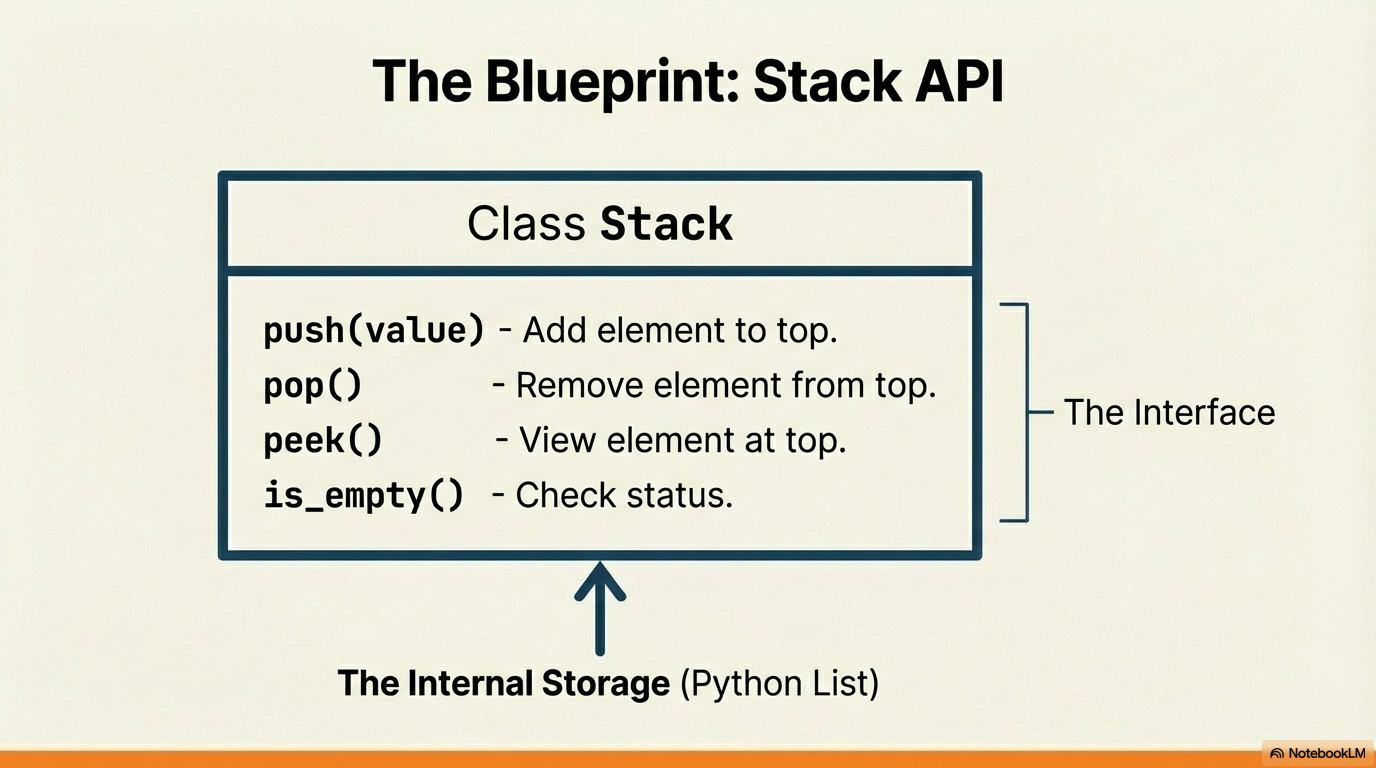 The Blueprint: Stack API
Class Stack
push(value) - Add element to top.
pop() - Remove element from top.
peek() - View element at top.
is_empty() - Check status.
The Interface
The Internal Storage (Python List)
NotebookLM